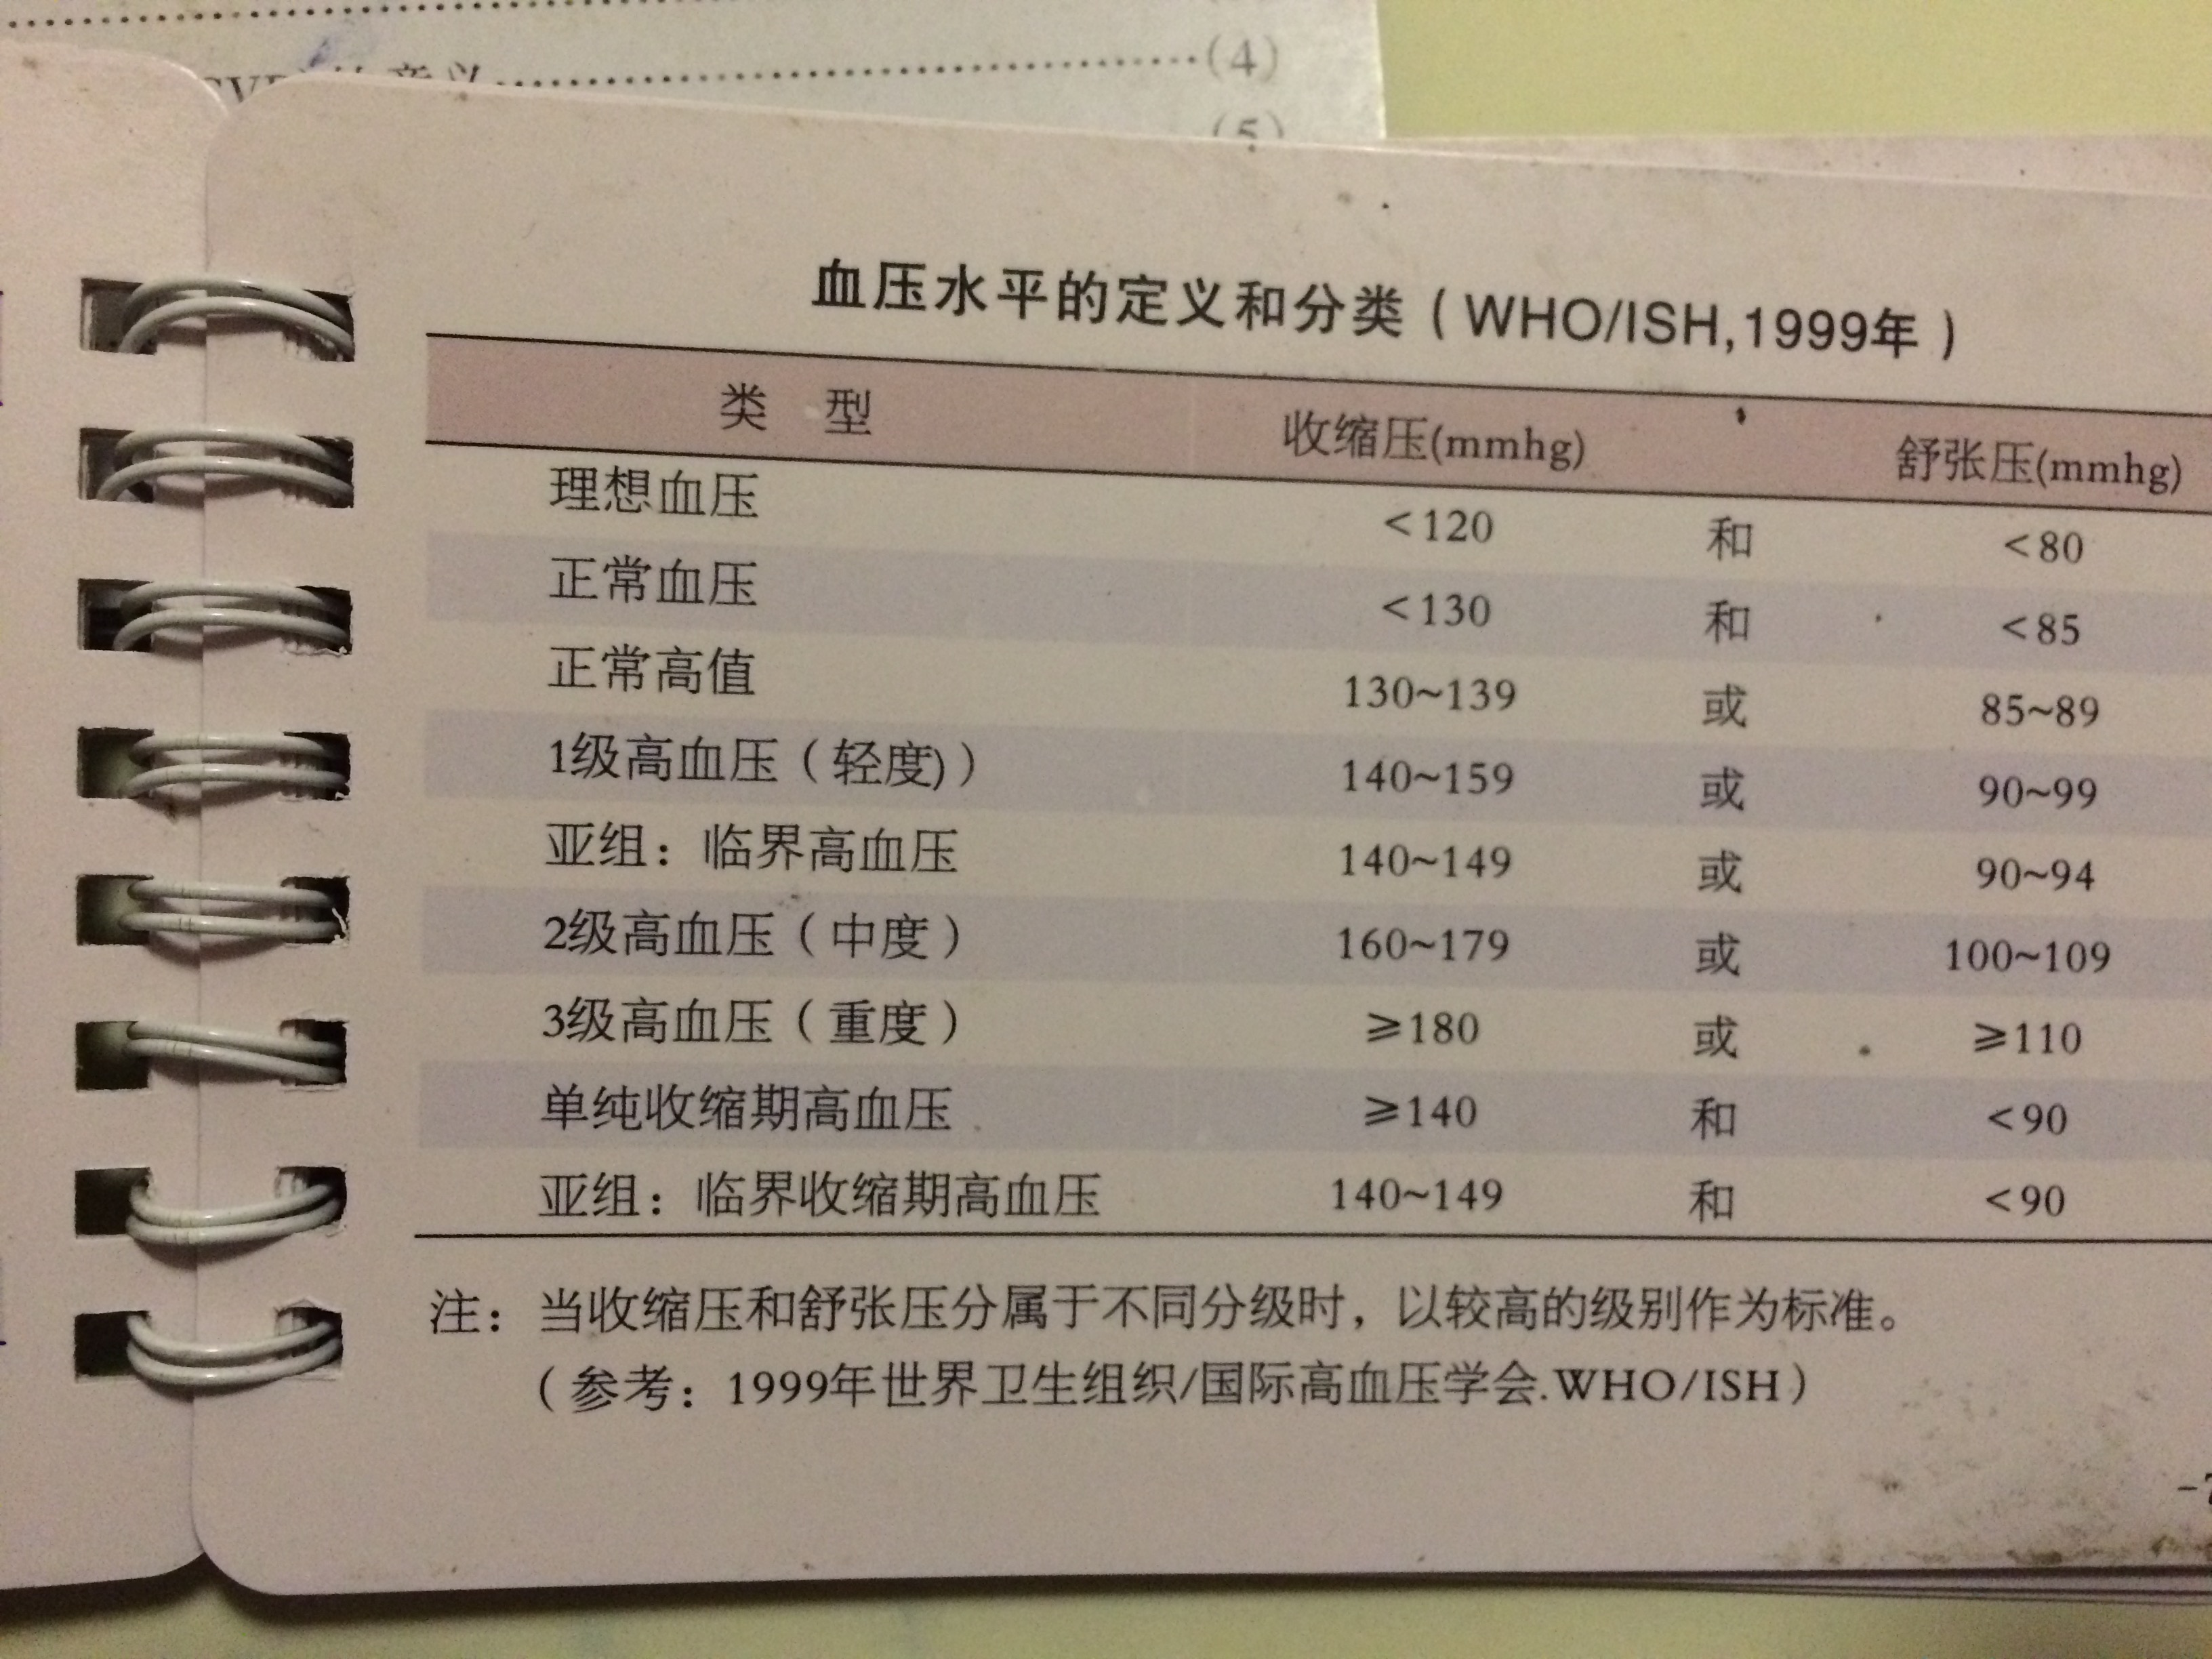 血压水平的定义和分类（WHO/ISH,1999年）
类 型 收缩压(mmhg) 舒张压(mmhg)
理想血压 <120 和 <80
正常血压 <130 和 <85
正常高值 130~139 或 85~89
1级高血压（轻度)） 140~159 或 90~99
亚组：临界高血压 140~149 或 90~94
2级高血压（中度） 160~179 或 100~109
3级高血压（重度） ≥180 或 ≥110
单纯收缩期高血压 ≥140 和 <90
亚组：临界收缩期高血压 140~149 和 <90
注：当收缩压和舒张压分属于不同分级时，以较高的级别作为标准。
（参考：1999年世界卫生组织/国际高血压学会.WHO/ISH）
(4)
(5)